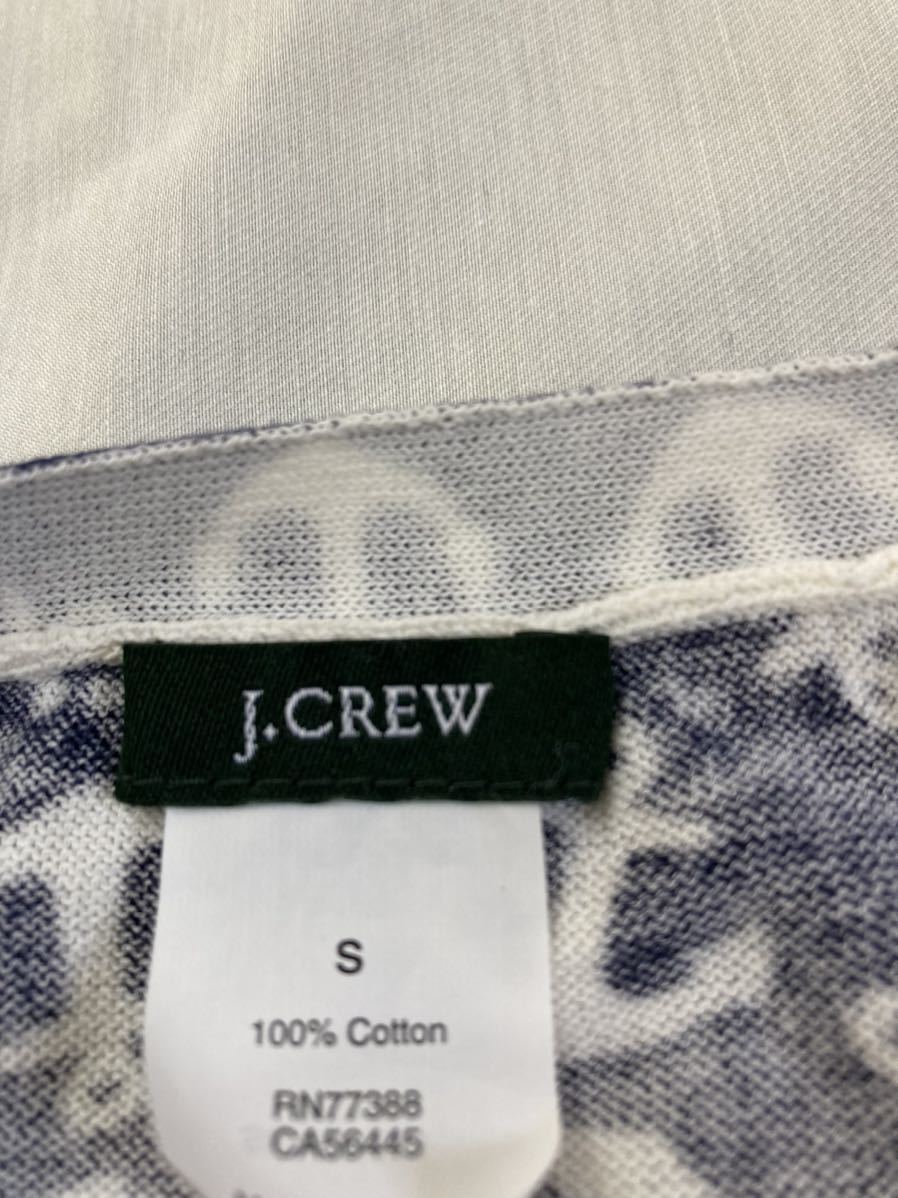 J.CREW
S
100% Cotton
RN77388
CA56445